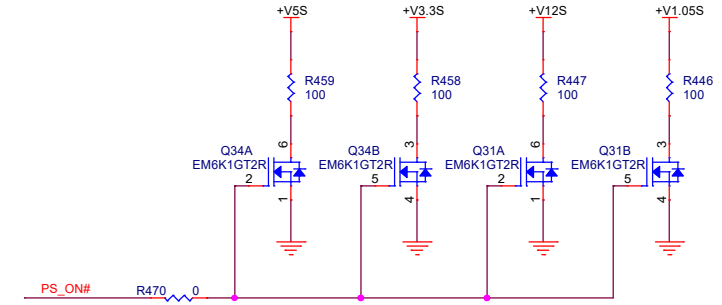 +V5S +V3.3S +V12S +V1.05S
R459 R458 R447 R446
100 100 100 100
6 3 6 3
Q34A Q34B Q31A Q31B
EM6K1GT2R EM6K1GT2R EM6K1GT2R EM6K1GT2R
2 5 2 5
1 4 1 4
PS_ON# R470 0